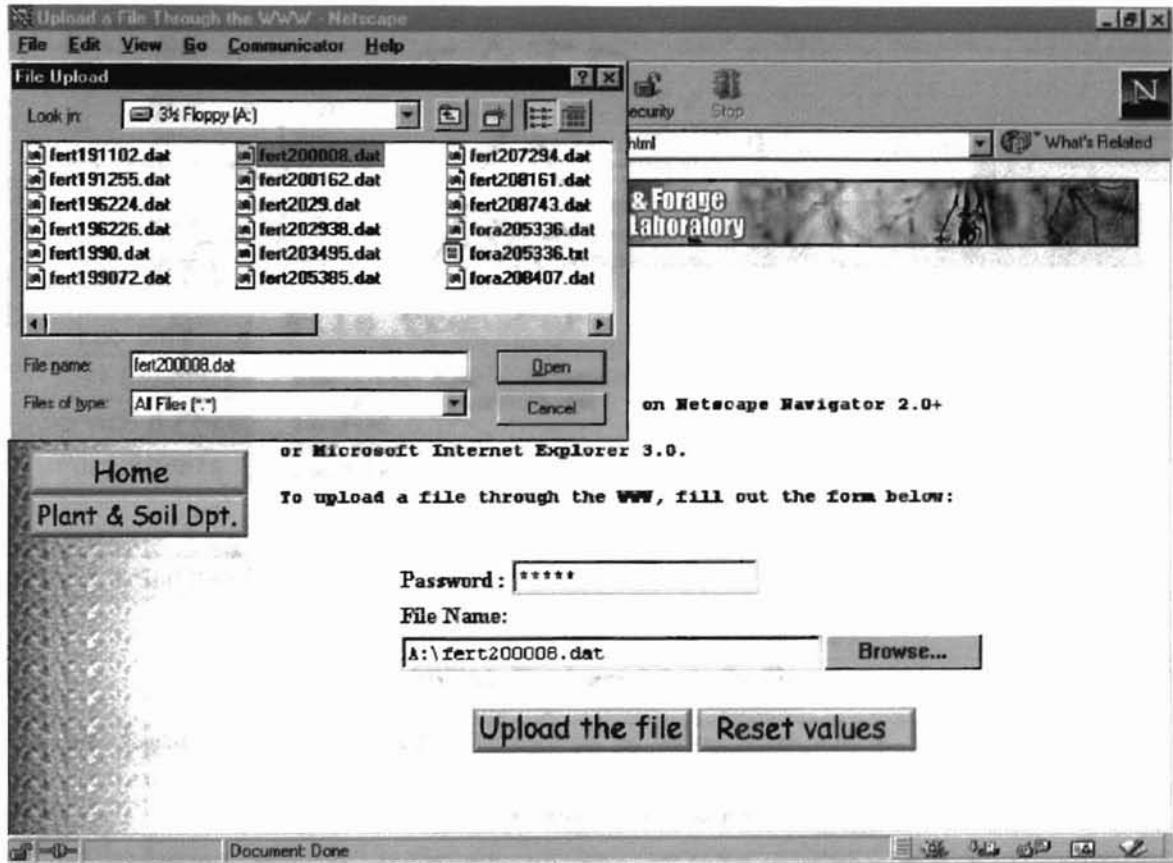 Upload a File Through the WWW - Netscape
File Edit View Go Communicator Help
File Upload
ecurity Stop
Look in: 3½ Floppy (A:)
html What's Related
fert191102.dat fert200008.dat fert207294.dat
fert191255.dat fert200162.dat fert208161.dat
fert196224.dat fert2029.dat fert208743.dat
fert196226.dat fert202938.dat fora205336.dat
fert1990.dat fert203495.dat fora205336.txt
fert199072.dat fert205385.dat fora208407.dat
& Forage
Laboratory
File name: fert200008.dat Open
Files of type: All Files (*.*) Cancel
on Netscape Navigator 2.0+
or Microsoft Internet Explorer 3.0.
Home
To upload a file through the WWW, fill out the form below:
Plant & Soil Dpt.
Password : *****
File Name:
A:\fert200008.dat Browse...
Upload the file Reset values
Document: Done